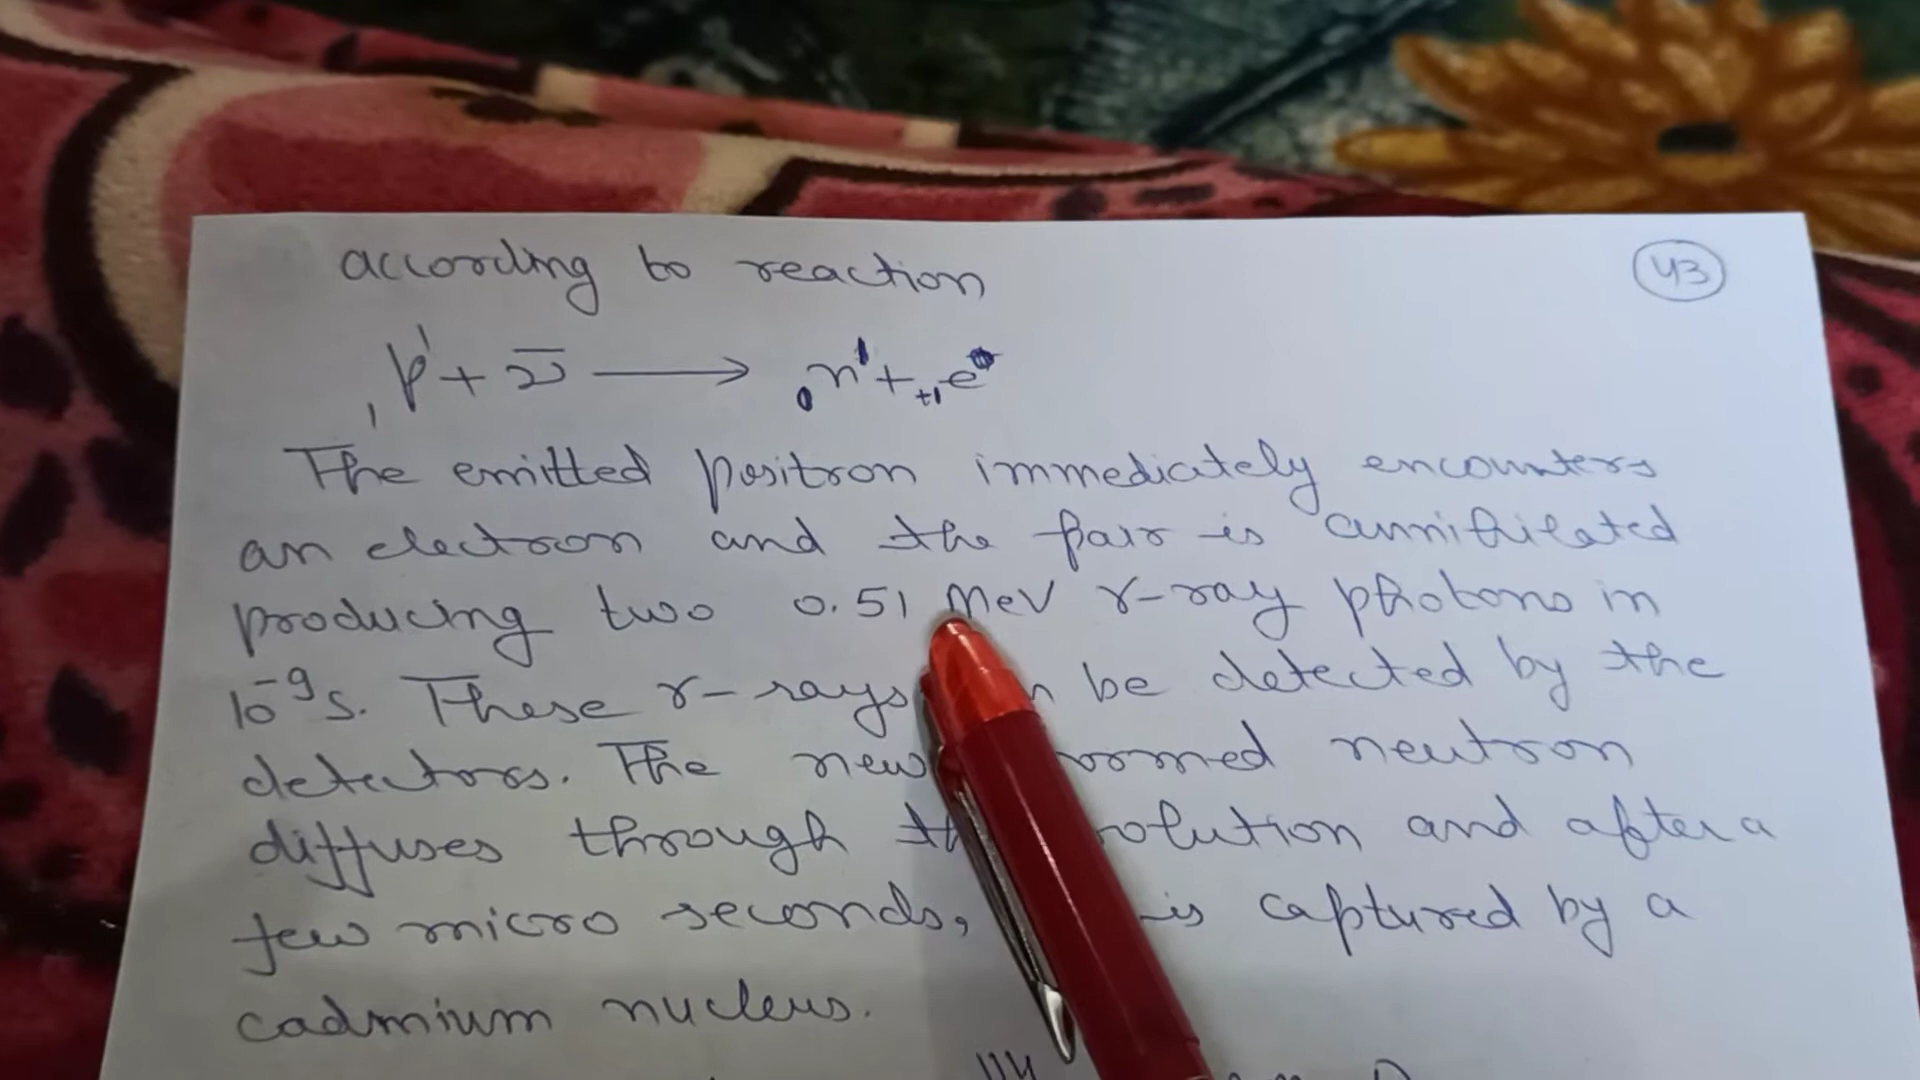 according to reaction
43
₁p¹ + ν̄ ⟶ ₀n¹ + ₊₁e⁰
The emitted positron immediately encounters
an electron and the pair is annihilated
producing two 0.51 MeV γ-ray photons in
10⁻⁹s. These γ-rays be detected by the
detectors. The neutron
diffuses through and after a
few micro seconds, is captured by a
cadmium nucleus.